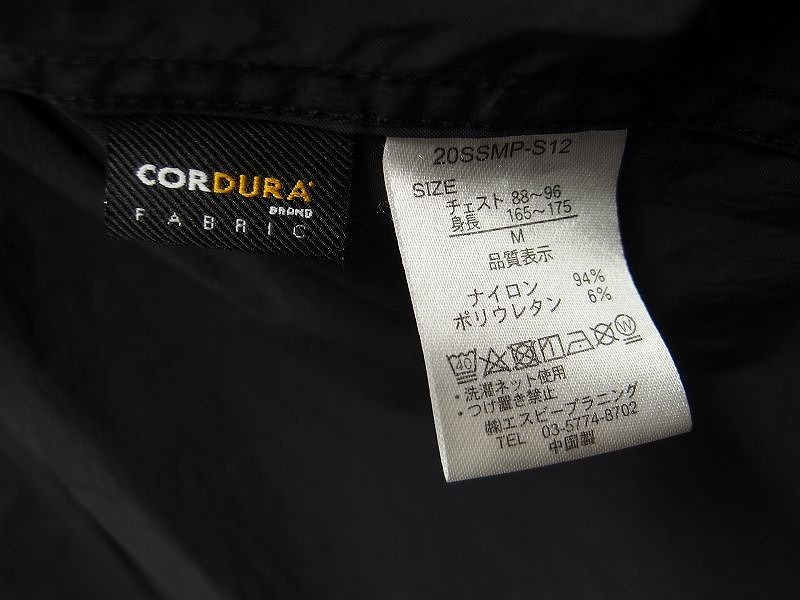 CORDURA
BRAND
FABRIC
20SSMP-S12
SIZE
チェスト 88~96
身長 165~175
M
品質表示
ナイロン 94%
ポリウレタン 6%
40 W
・洗濯ネット使用
・つけ置き禁止
㈱エスビープラニング
TEL 03-5774-8702
中国製